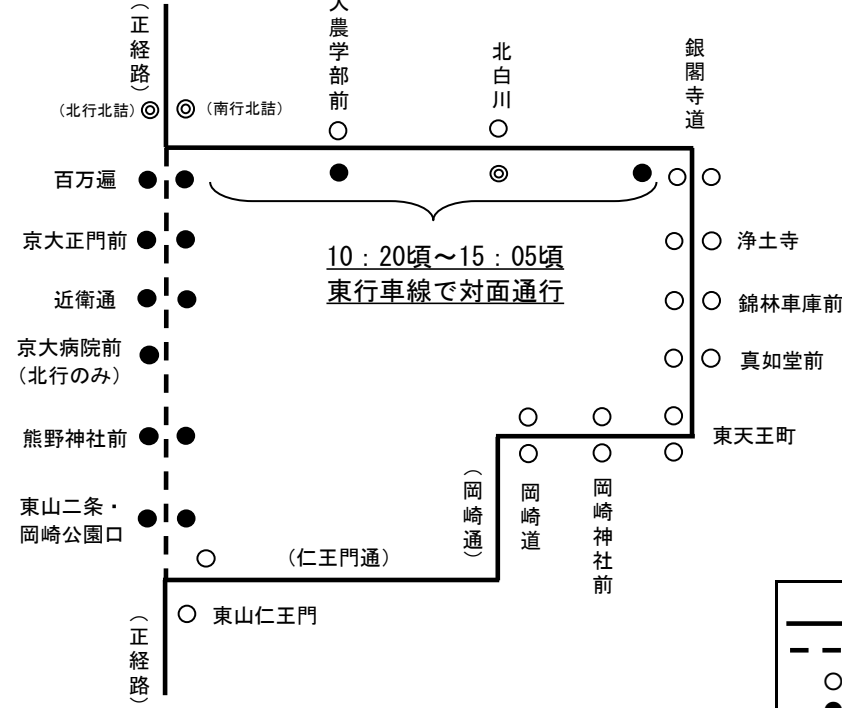 （正経路）
大農学部前
北白川
銀閣寺道
（北行北詰）
（南行北詰）
百万遍
京大正門前
10：20頃～15：05頃
東行車線で対面通行
浄土寺
近衛通
錦林車庫前
京大病院前
（北行のみ）
真如堂前
熊野神社前
東天王町
（岡崎通）
岡崎道
岡崎神社前
東山二条・
岡崎公園口
（仁王門通）
東山仁王門
（正経路）